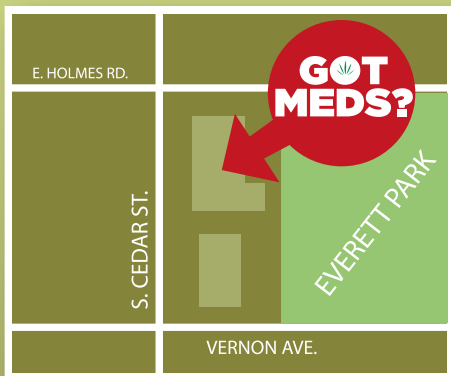 E. HOLMES RD.
GOT
MEDS?
S. CEDAR ST.
EVERETT PARK
VERNON AVE.